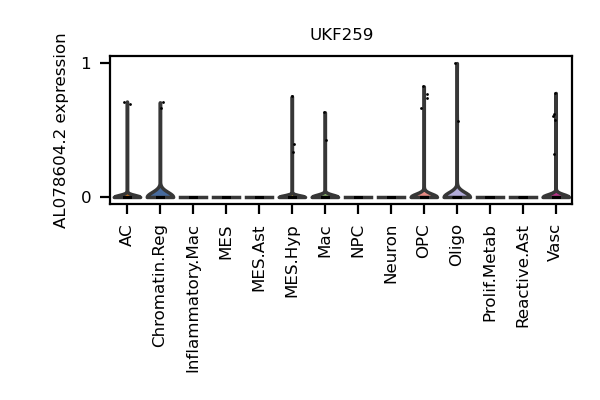 UKF259
AL078604.2 expression
1
0
AC
Chromatin.Reg
Inflammatory.Mac
MES
MES.Ast
MES.Hyp
Mac
NPC
Neuron
OPC
Oligo
Prolif.Metab
Reactive.Ast
Vasc